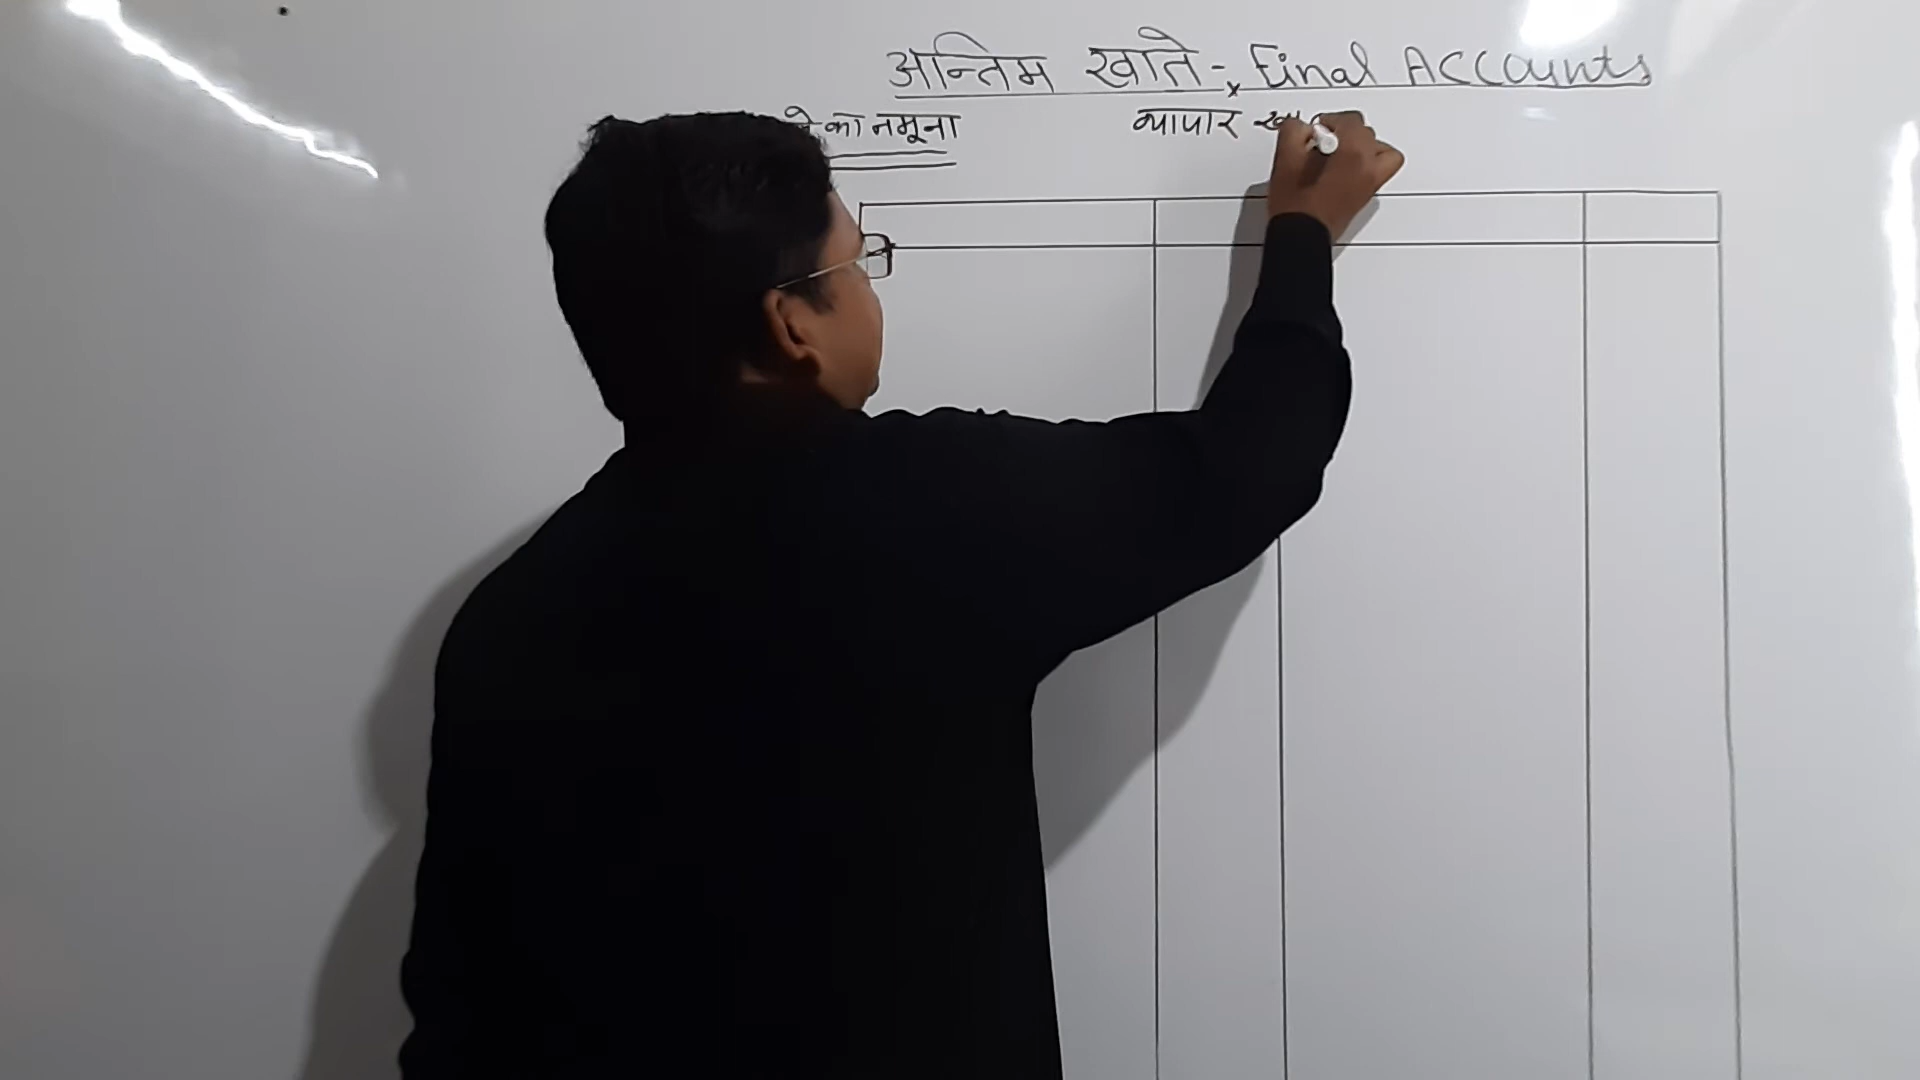 अन्तिम खाते :- Final Accounts
का नमूना व्यापार